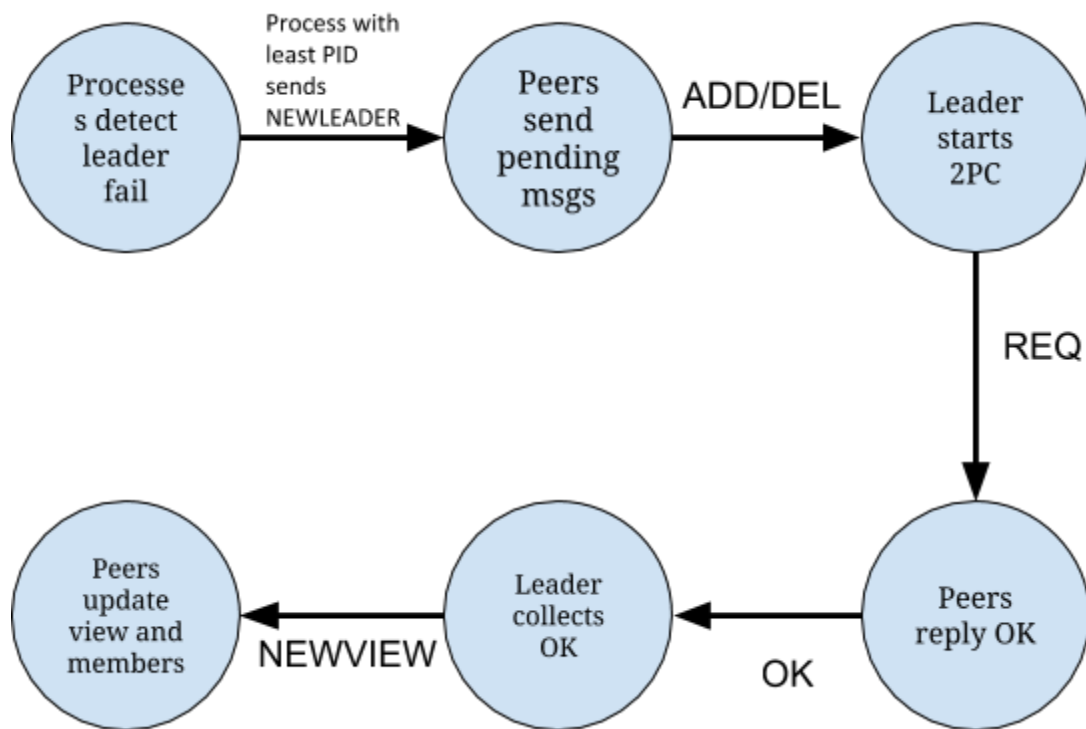 Processe
s detect
leader
fail
Process with
least PID
sends
NEWLEADER
Peers
send
pending
msgs
ADD/DEL
Leader
starts
2PC
REQ
Peers
reply OK
OK
Leader
collects
OK
NEWVIEW
Peers
update
view and
members